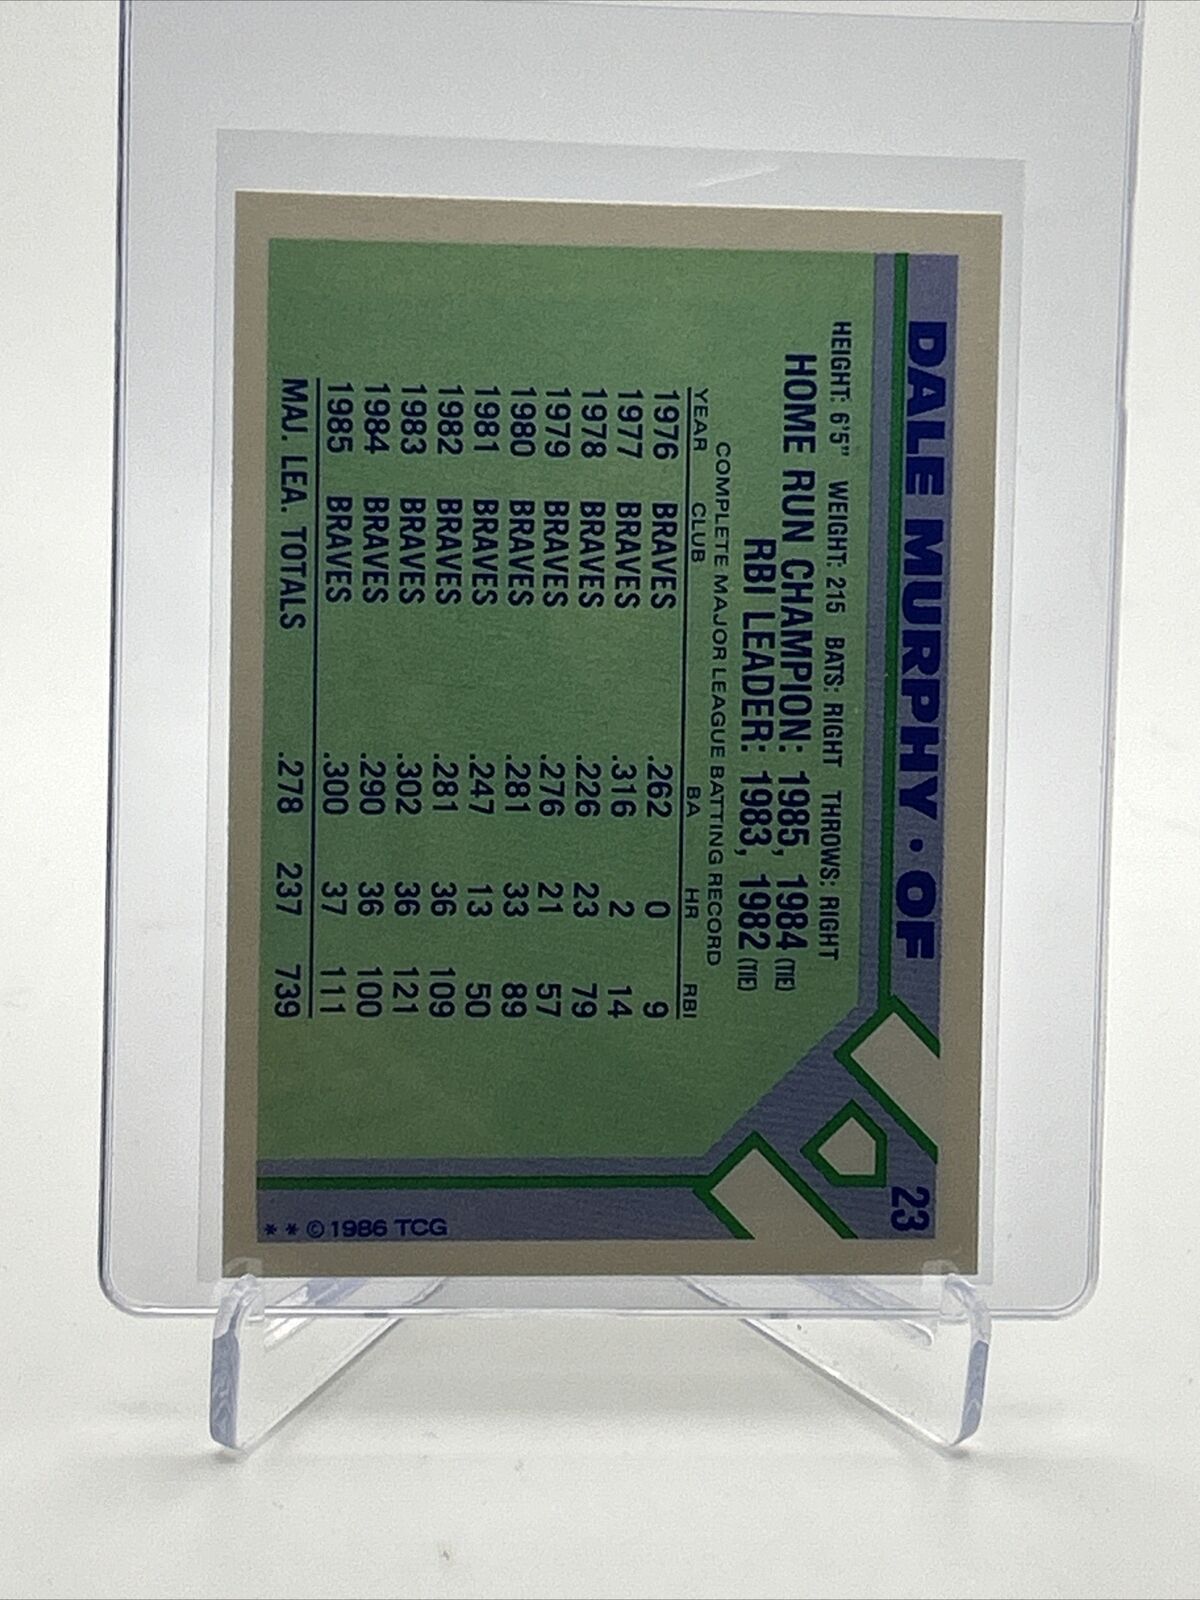 DALE MURPHY · OF
23
HEIGHT: 6'5" WEIGHT: 215 BATS: RIGHT THROWS: RIGHT
HOME RUN CHAMPION: 1985, 1984 (TIE)
RBI LEADER: 1983, 1982 (TIE)
COMPLETE MAJOR LEAGUE BATTING RECORD
YEAR CLUB BA HR RBI
1976 BRAVES .262 0 9
1977 BRAVES .316 2 14
1978 BRAVES .226 23 79
1979 BRAVES .276 21 57
1980 BRAVES .281 33 89
1981 BRAVES .247 13 50
1982 BRAVES .281 36 109
1983 BRAVES .302 36 121
1984 BRAVES .290 36 100
1985 BRAVES .300 37 111
MAJ. LEA. TOTALS .278 237 739
* * © 1986 TCG